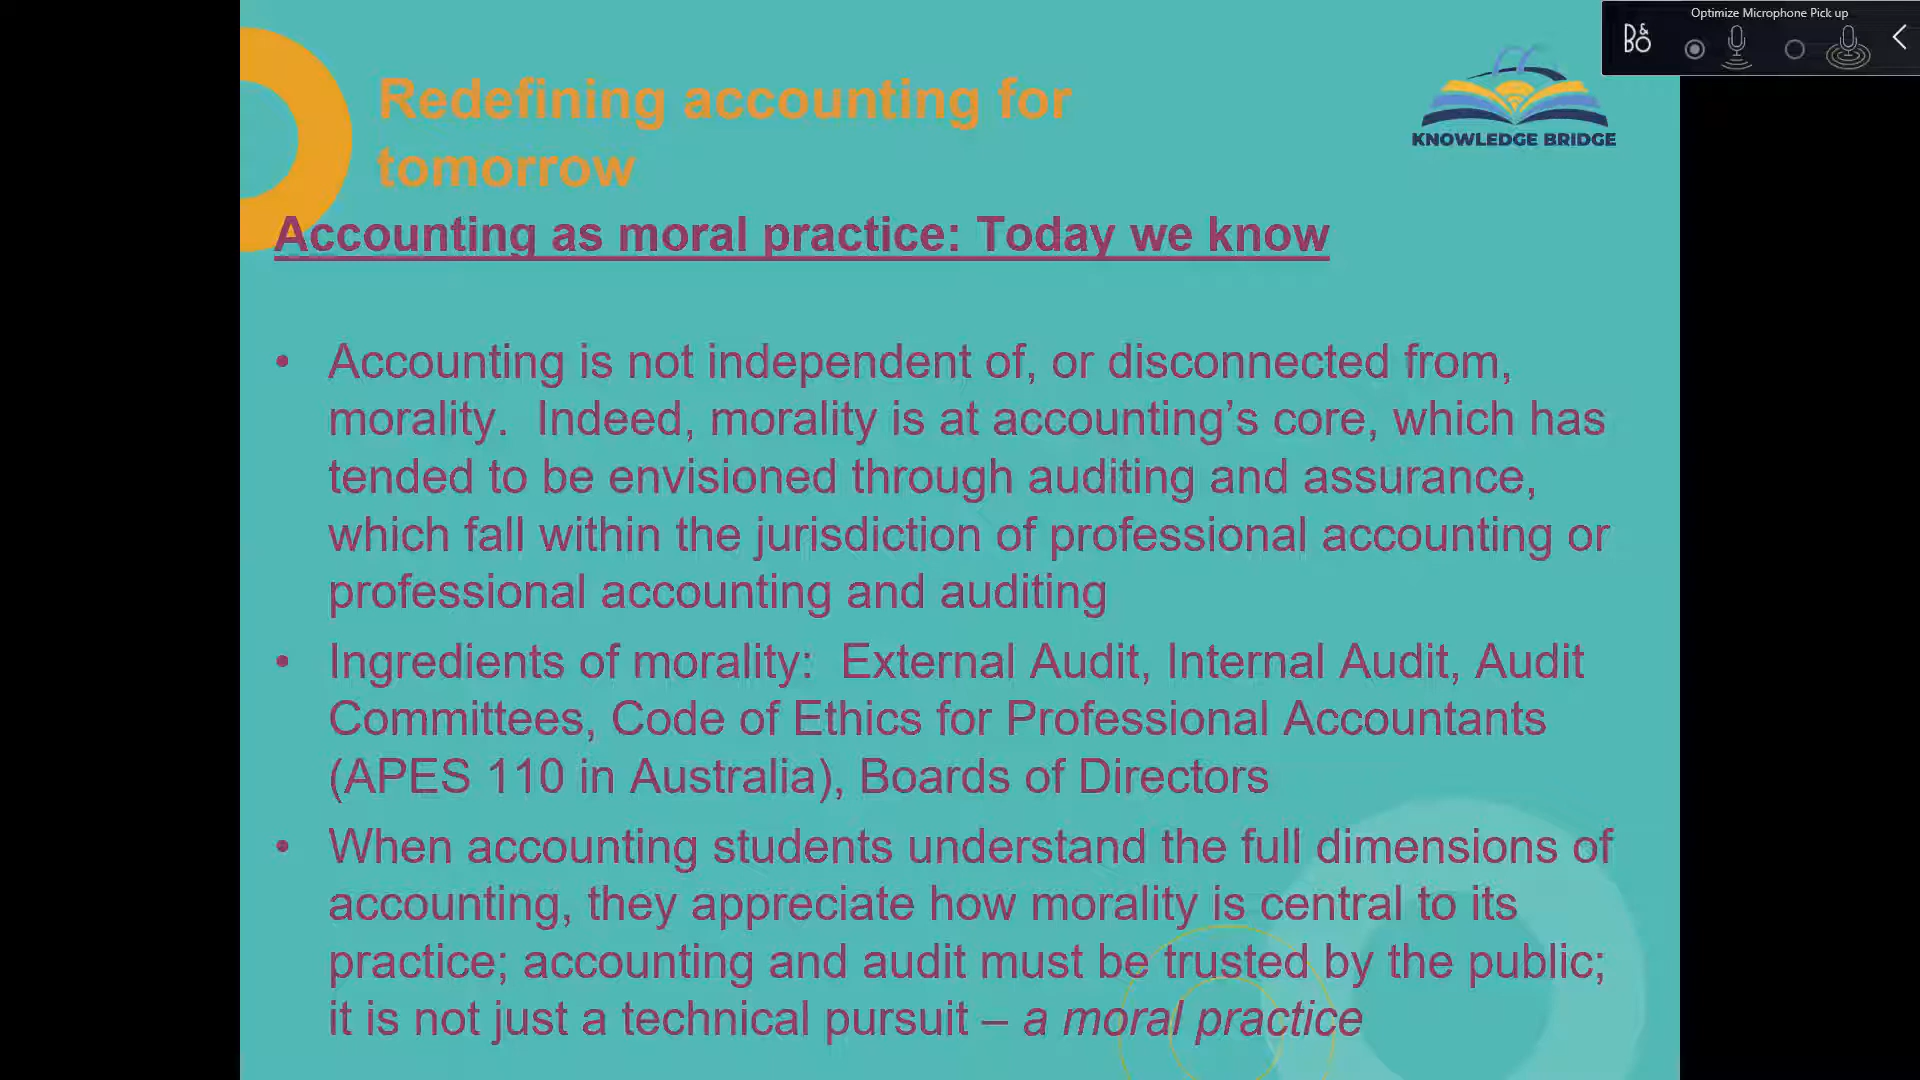 Optimize Microphone Pick up
B&O
Redefining accounting for
tomorrow
KNOWLEDGE BRIDGE
Accounting as moral practice: Today we know
• Accounting is not independent of, or disconnected from,
morality.  Indeed, morality is at accounting’s core, which has
tended to be envisioned through auditing and assurance,
which fall within the jurisdiction of professional accounting or
professional accounting and auditing
• Ingredients of morality:  External Audit, Internal Audit, Audit
Committees, Code of Ethics for Professional Accountants
(APES 110 in Australia), Boards of Directors
• When accounting students understand the full dimensions of
accounting, they appreciate how morality is central to its
practice; accounting and audit must be trusted by the public;
it is not just a technical pursuit – a moral practice